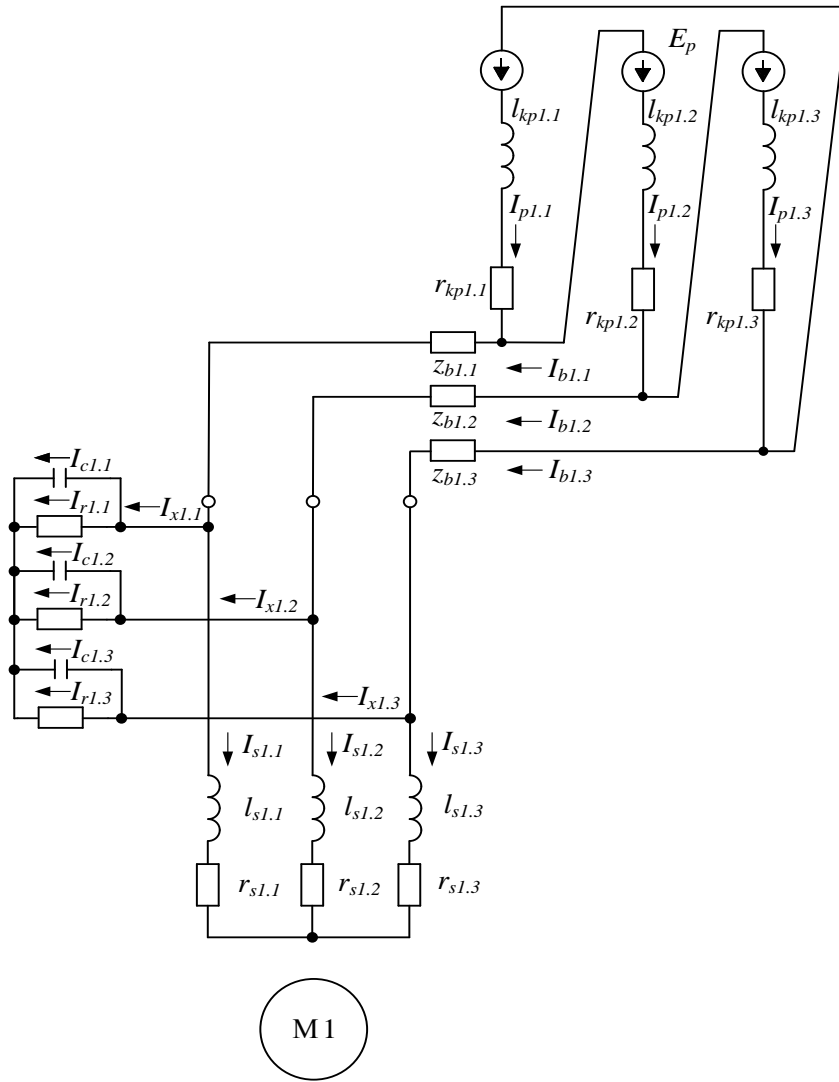 E_p
l_kp1.1 l_kp1.2 l_kp1.3
I_p1.1 I_p1.2 I_p1.3
r_kp1.1 r_kp1.2 r_kp1.3
z_b1.1 I_b1.1
z_b1.2 I_b1.2
z_b1.3 I_b1.3
I_c1.1
I_r1.1 I_x1.1
I_c1.2
I_r1.2 I_x1.2
I_c1.3
I_r1.3 I_x1.3
I_s1.1 I_s1.2 I_s1.3
l_s1.1 l_s1.2 l_s1.3
r_s1.1 r_s1.2 r_s1.3
M1